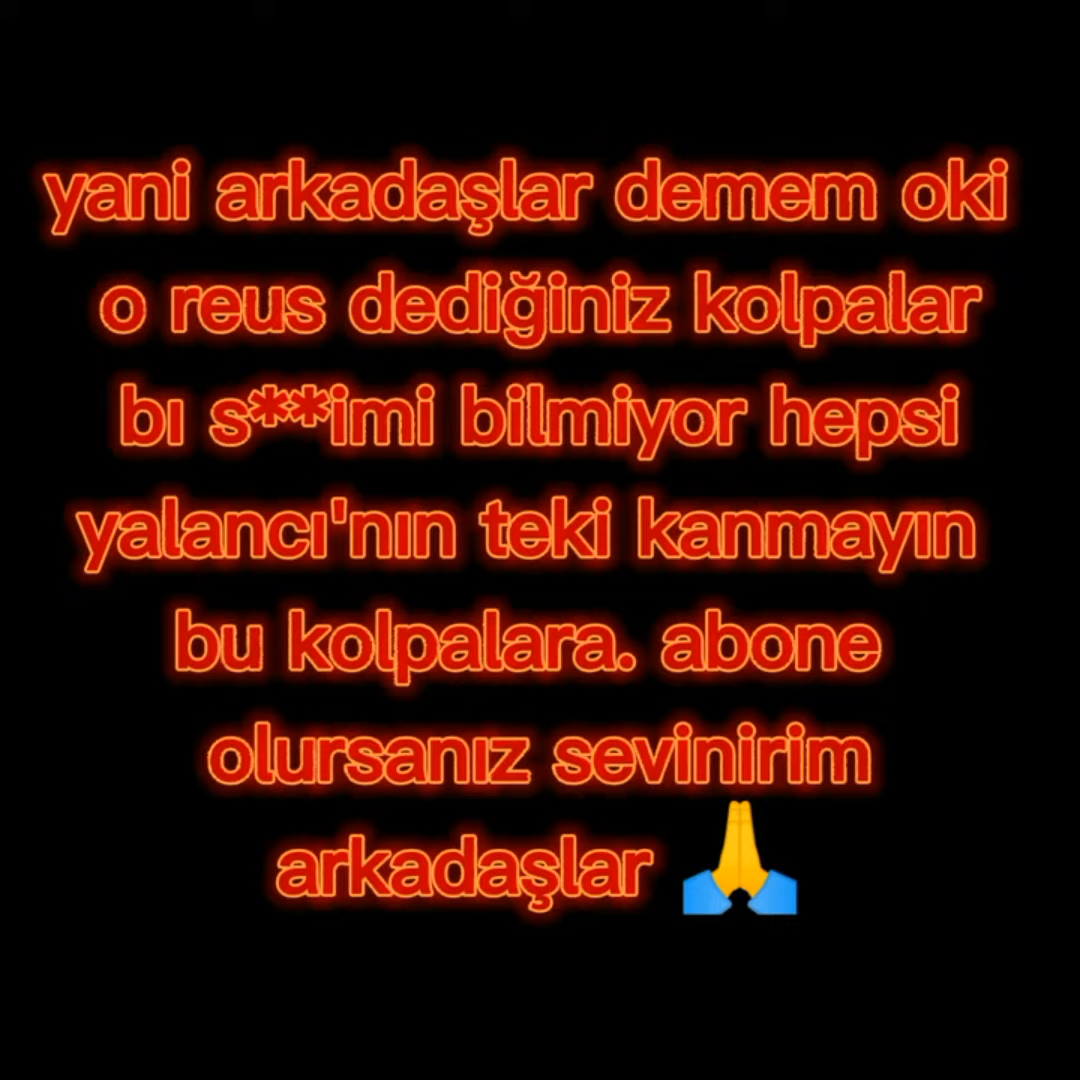 yani arkadaşlar demem oki
o reus dediğiniz kolpalar
bı s**imi bilmiyor hepsi
yalancı'nın teki kanmayın
bu kolpalara. abone
olursanız sevinirim
arkadaşlar 🙏